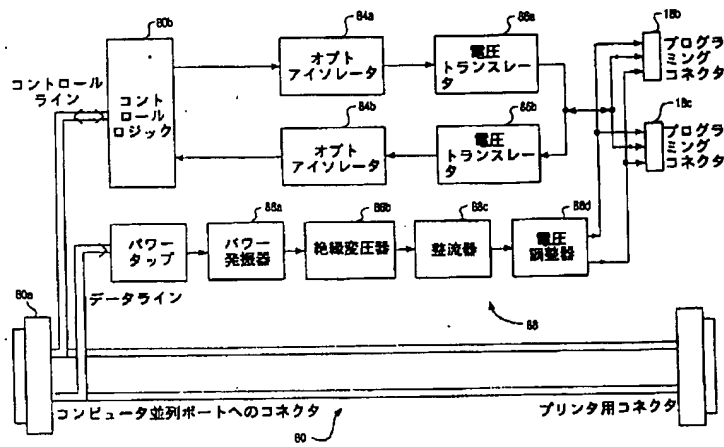 80b
84a
86a
18b
オプト
アイソレータ
電圧
トランスレータ
プログラ
ミング
コネクタ
コントロール
ライン
コント
ロール
ロジック
84b
86b
18c
オプト
アイソレータ
電圧
トランスレータ
プログラ
ミング
コネクタ
88a
88b
88c
88d
パワー
タップ
パワー
発振器
絶縁変圧器
整流器
電圧
調整器
80a
データライン
88
コンピュータ並列ポートへのコネクタ
プリンタ用コネクタ
80